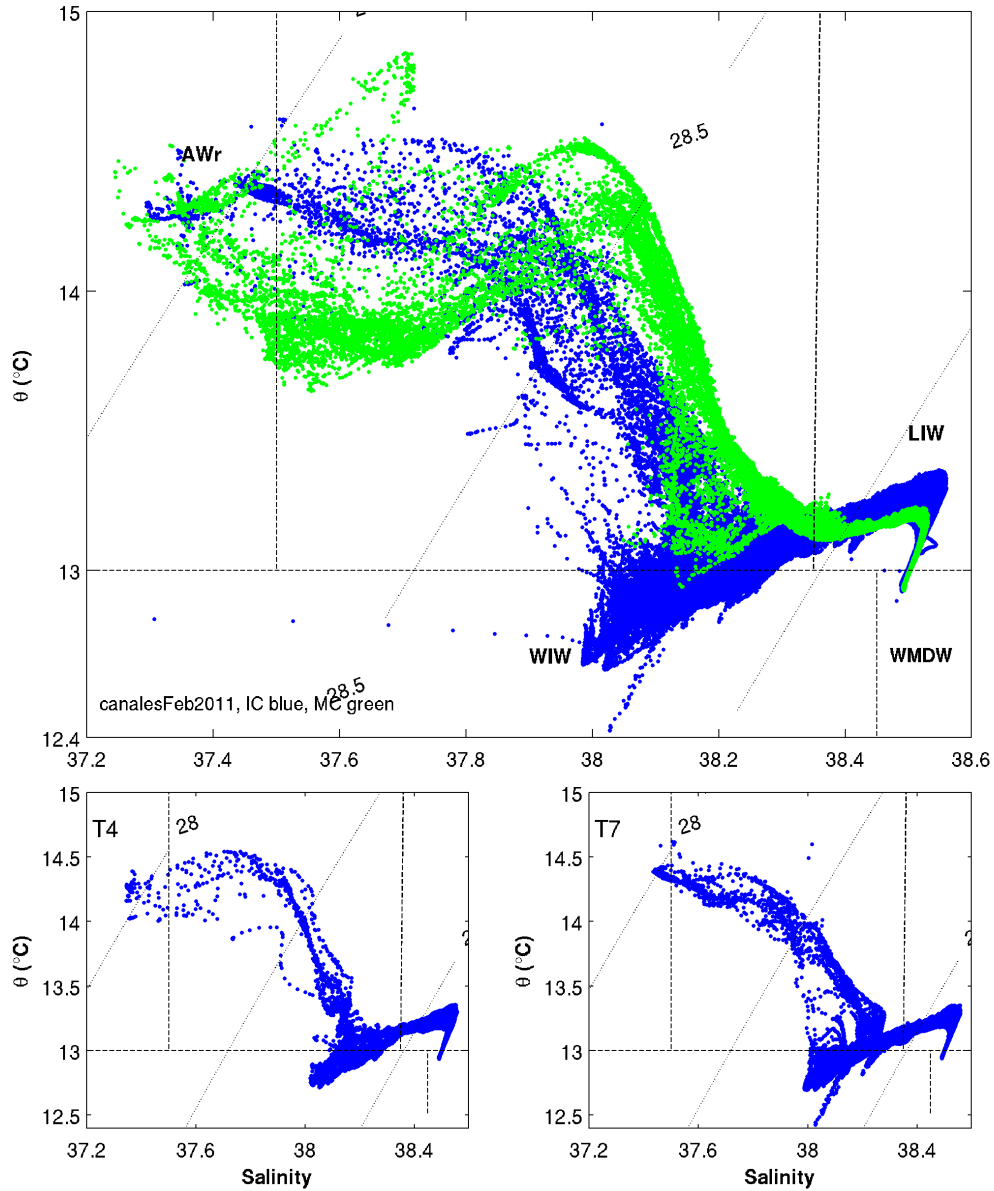 15
2
28.5
AWr
14
θ (°C)
LIW
13
WIW
WMDW
28.5
canalesFeb2011, IC blue, MC green
12.4
37.2 37.4 37.6 37.8 38 38.2 38.4 38.6
15 15
T4 28 T7 28
14.5 14.5
14 14
2 2
θ (°C) θ (°C)
13.5 13.5
13 13
12.5 12.5
37.2 37.6 38 38.4 37.2 37.6 38 38.4
Salinity Salinity